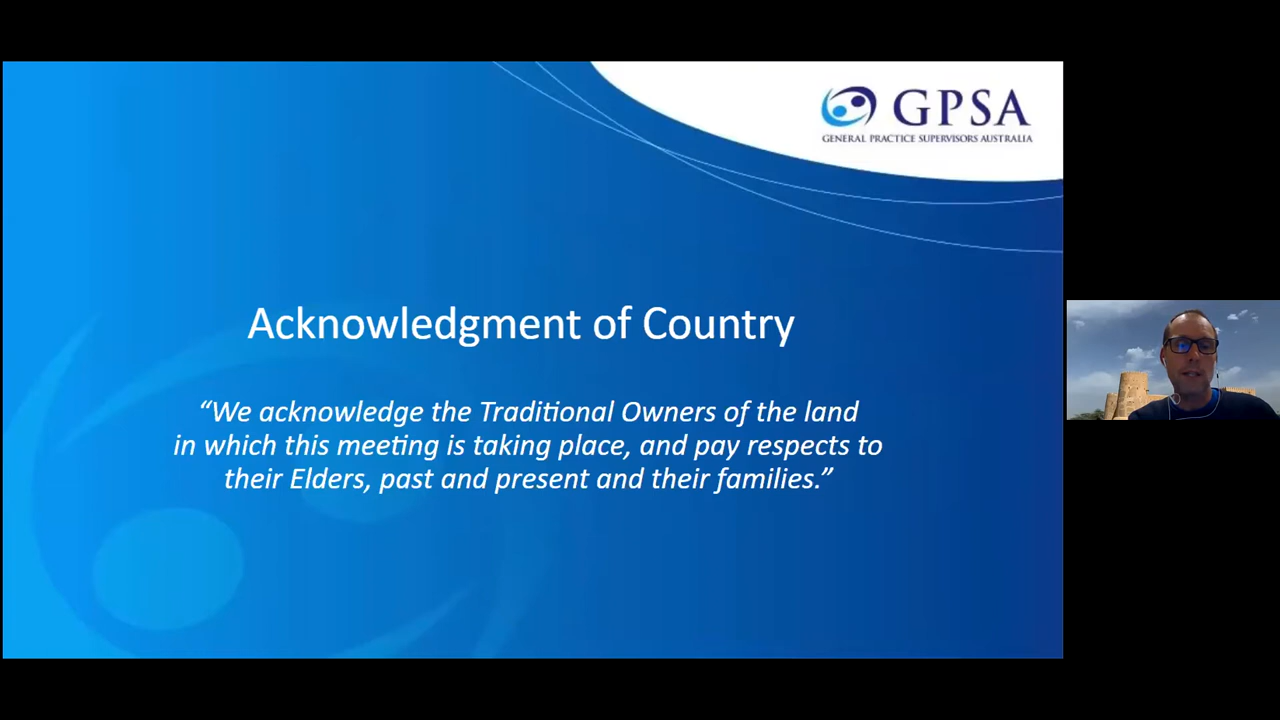 GPSA
GENERAL PRACTICE SUPERVISORS AUSTRALIA
Acknowledgment of Country
“We acknowledge the Traditional Owners of the land
in which this meeting is taking place, and pay respects to
their Elders, past and present and their families.”